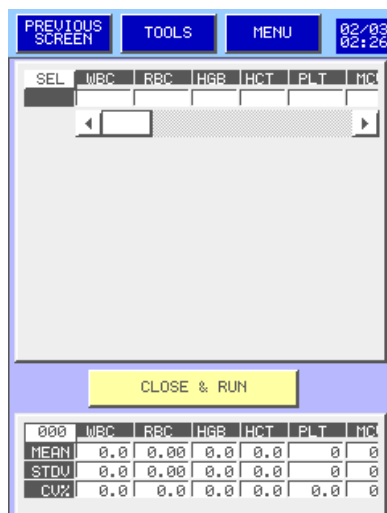 PREVIOUS SCREEN TOOLS MENU 02/03 02:26
SEL WBC RBC HGB HCT PLT MC
CLOSE & RUN
000 WBC RBC HGB HCT PLT MC
MEAN 0.0 0.00 0.0 0.0 0 0
STDV 0.0 0.00 0.0 0.0 0 0
CV% 0.0 0.0 0.0 0.0 0.0 0